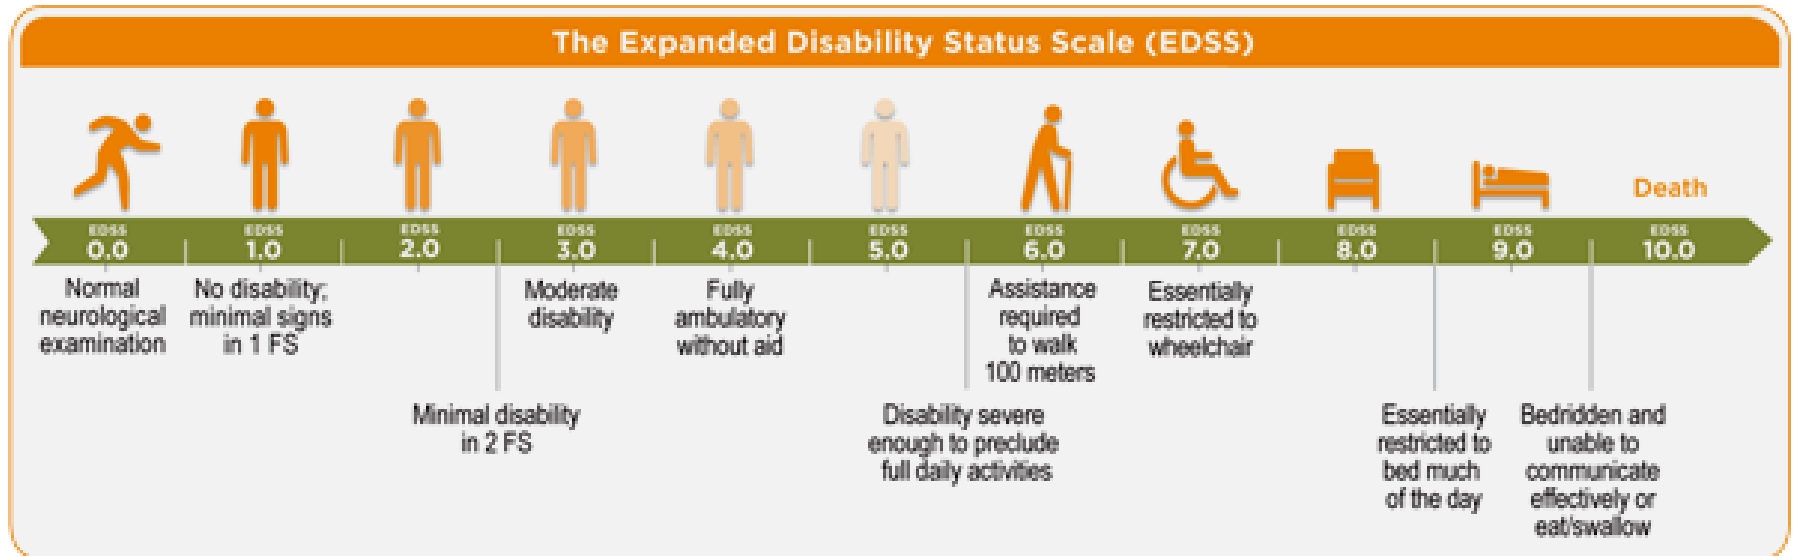 The Expanded Disability Status Scale (EDSS)
Death
EDSS EDSS EDSS EDSS EDSS EDSS EDSS EDSS EDSS EDSS EDSS
0.0 1.0 2.0 3.0 4.0 5.0 6.0 7.0 8.0 9.0 10.0
Normal
neurological
examination
No disability;
minimal signs
in 1 FS
Minimal disability
in 2 FS
Moderate
disability
Fully
ambulatory
without aid
Disability severe
enough to preclude
full daily activities
Assistance
required
to walk
100 meters
Essentially
restricted to
wheelchair
Essentially
restricted to
bed much
of the day
Bedridden and
unable to
communicate
effectively or
eat/swallow